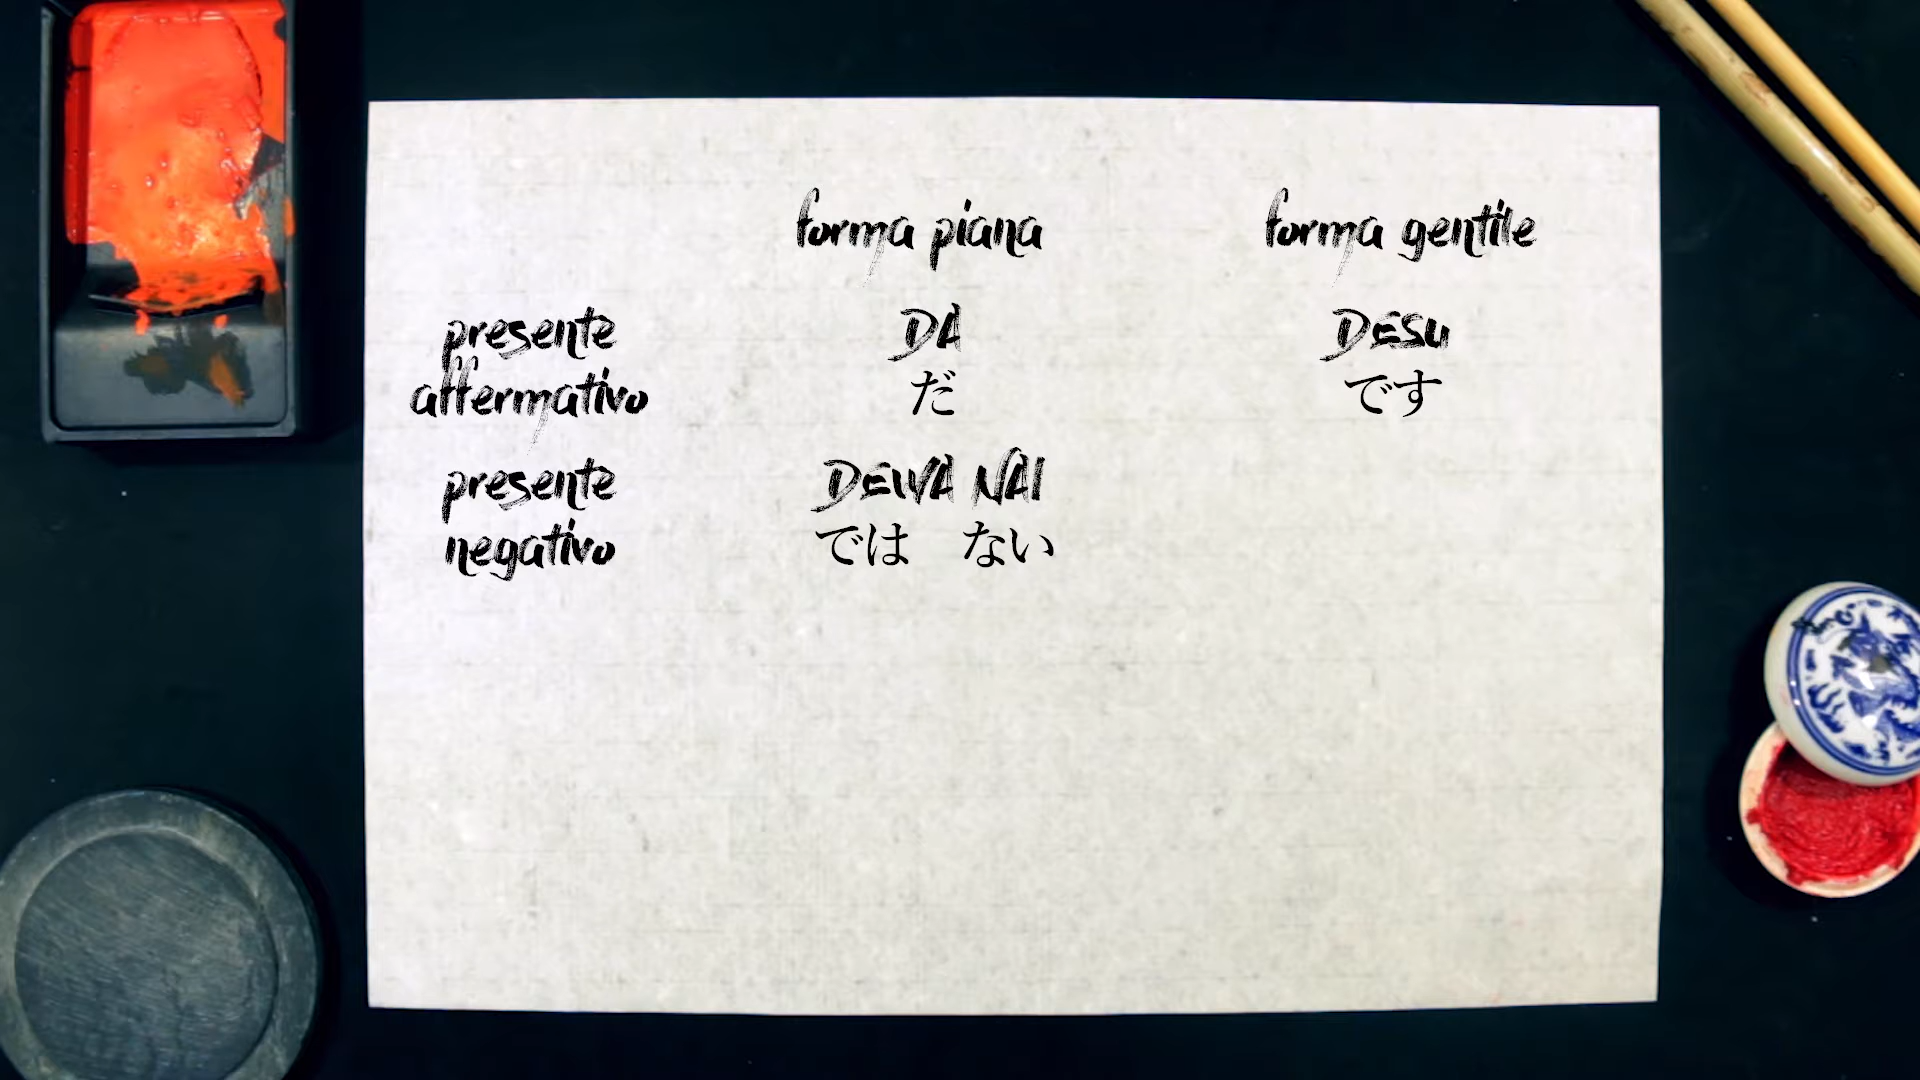 forma piana forma gentile
presente DA DESU
affermativo だ です
presente DEWA NAI
negativo では ない